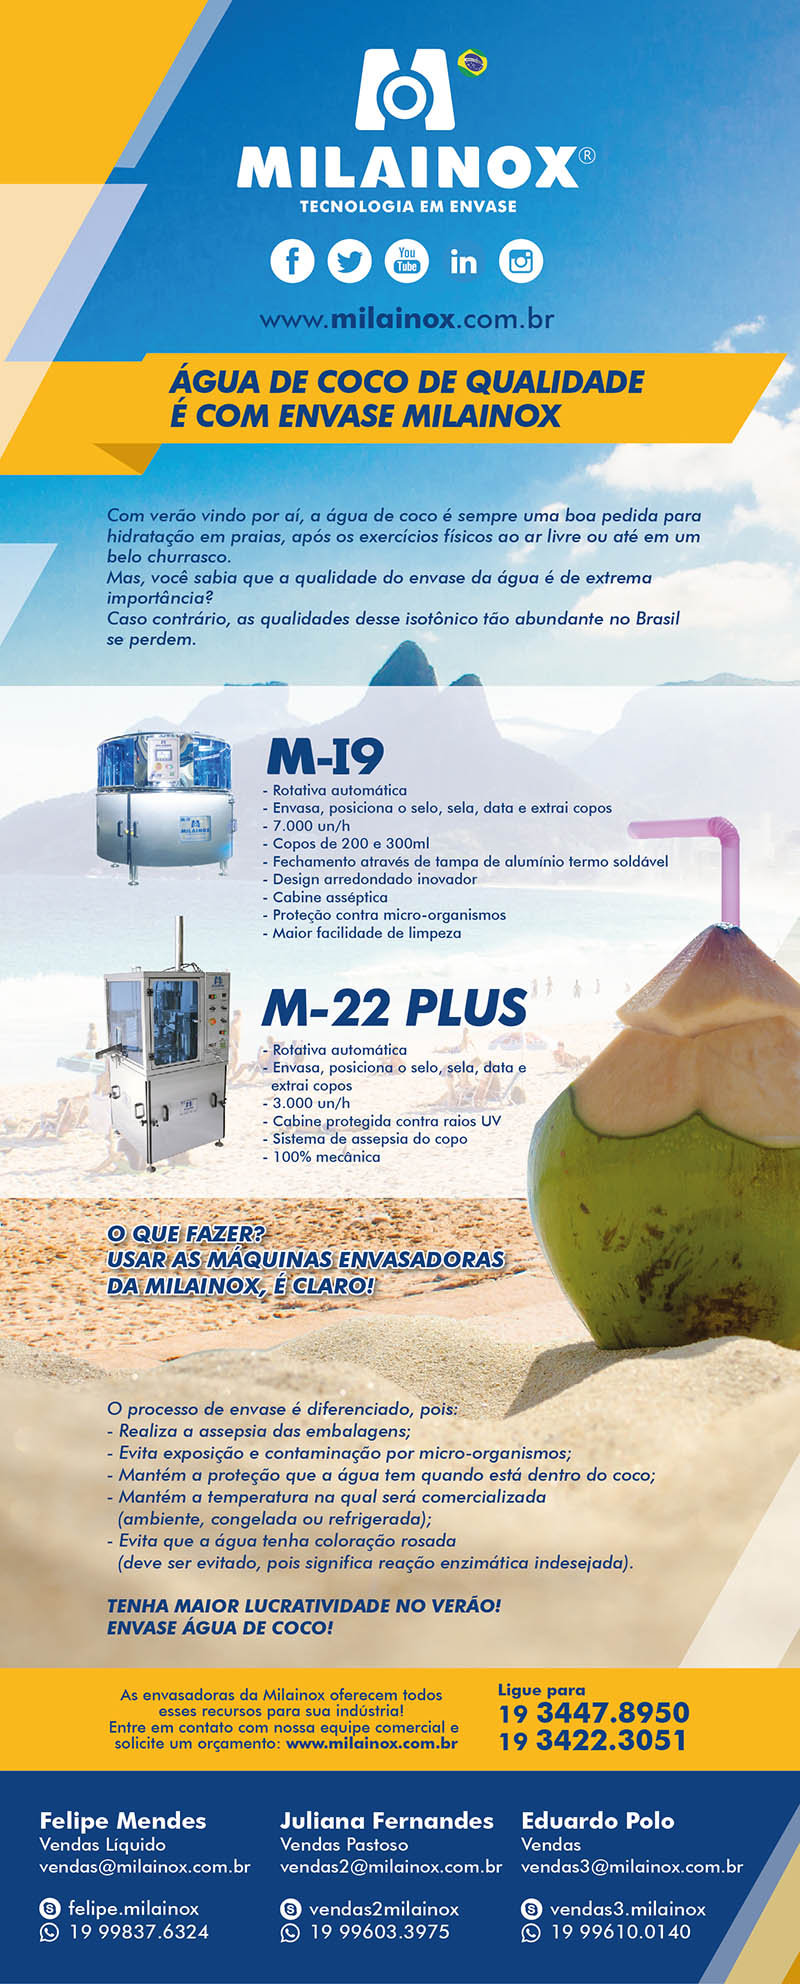 MILAINOX®
TECNOLOGIA EM ENVASE
f You Tube in
www.milainox.com.br
ÁGUA DE COCO DE QUALIDADE
É COM ENVASE MILAINOX
Com verão vindo por aí, a água de coco é sempre uma boa pedida para
hidratação em praias, após os exercícios físicos ao ar livre ou até em um
belo churrasco.
Mas, você sabia que a qualidade do envase da água é de extrema
importância?
Caso contrário, as qualidades desse isotônico tão abundante no Brasil
se perdem.
M-I9
- Rotativa automática
- Envasa, posiciona o selo, sela, data e extrai copos
- 7.000 un/h
- Copos de 200 e 300ml
- Fechamento através de tampa de alumínio termo soldável
- Design arredondado inovador
- Cabine asséptica
- Proteção contra micro-organismos
- Maior facilidade de limpeza
MILAINOX
M-22 PLUS
- Rotativa automática
- Envasa, posiciona o selo, sela, data e
extrai copos
- 3.000 un/h
- Cabine protegida contra raios UV
- Sistema de assepsia do copo
- 100% mecânica
O QUE FAZER?
USAR AS MÁQUINAS ENVASADORAS
DA MILAINOX, É CLARO!
O processo de envase é diferenciado, pois:
- Realiza a assepsia das embalagens;
- Evita exposição e contaminação por micro-organismos;
- Mantém a proteção que a água tem quando está dentro do coco;
- Mantém a temperatura na qual será comercializada
(ambiente, congelada ou refrigerada);
- Evita que a água tenha coloração rosada
(deve ser evitado, pois significa reação enzimática indesejada).
TENHA MAIOR LUCRATIVIDADE NO VERÃO!
ENVASE ÁGUA DE COCO!
As envasadoras da Milainox oferecem todos
esses recursos para sua indústria!
Entre em contato com nossa equipe comercial e
solicite um orçamento: www.milainox.com.br
Ligue para
19 3447.8950
19 3422.3051
Felipe Mendes
Vendas Líquido
vendas@milainox.com.br
felipe.milainox
19 99837.6324
Juliana Fernandes
Vendas Pastoso
vendas2@milainox.com.br
vendas2milainox
19 99603.3975
Eduardo Polo
Vendas
vendas3@milainox.com.br
vendas3.milainox
19 99610.0140